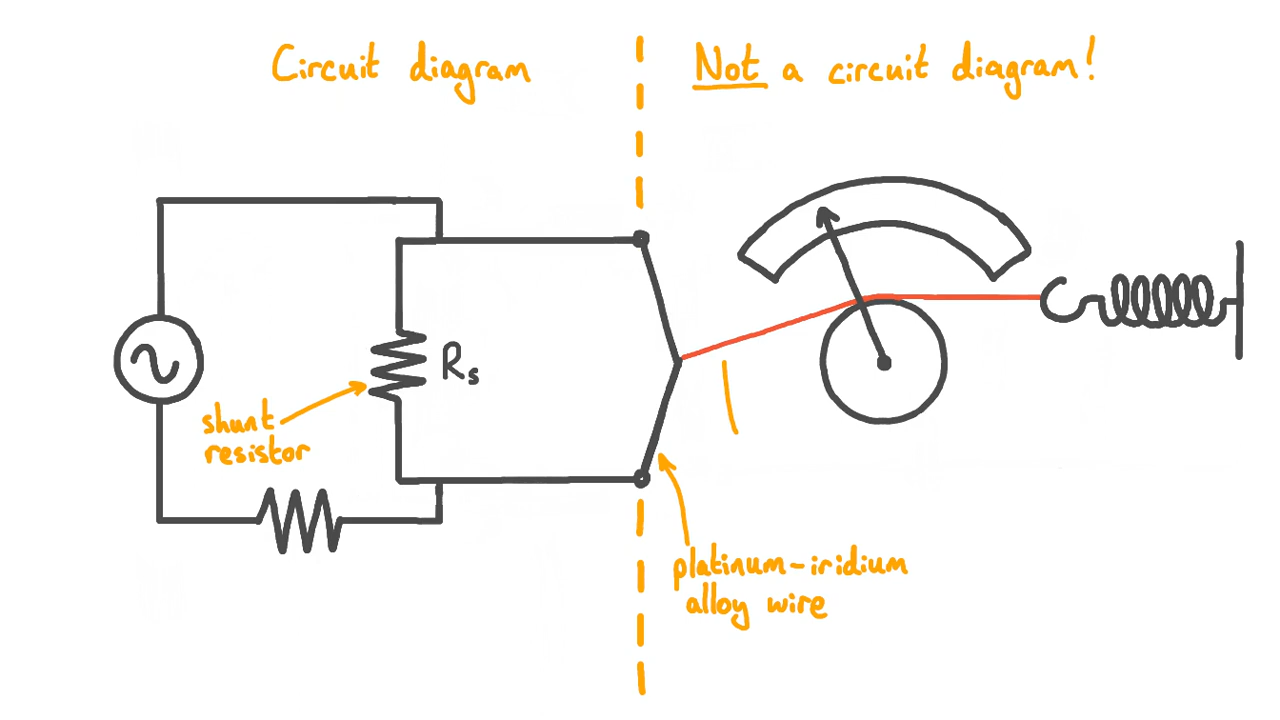 Circuit diagram
Not a circuit diagram!
Rs
shunt
resistor
platinum-iridium
alloy wire